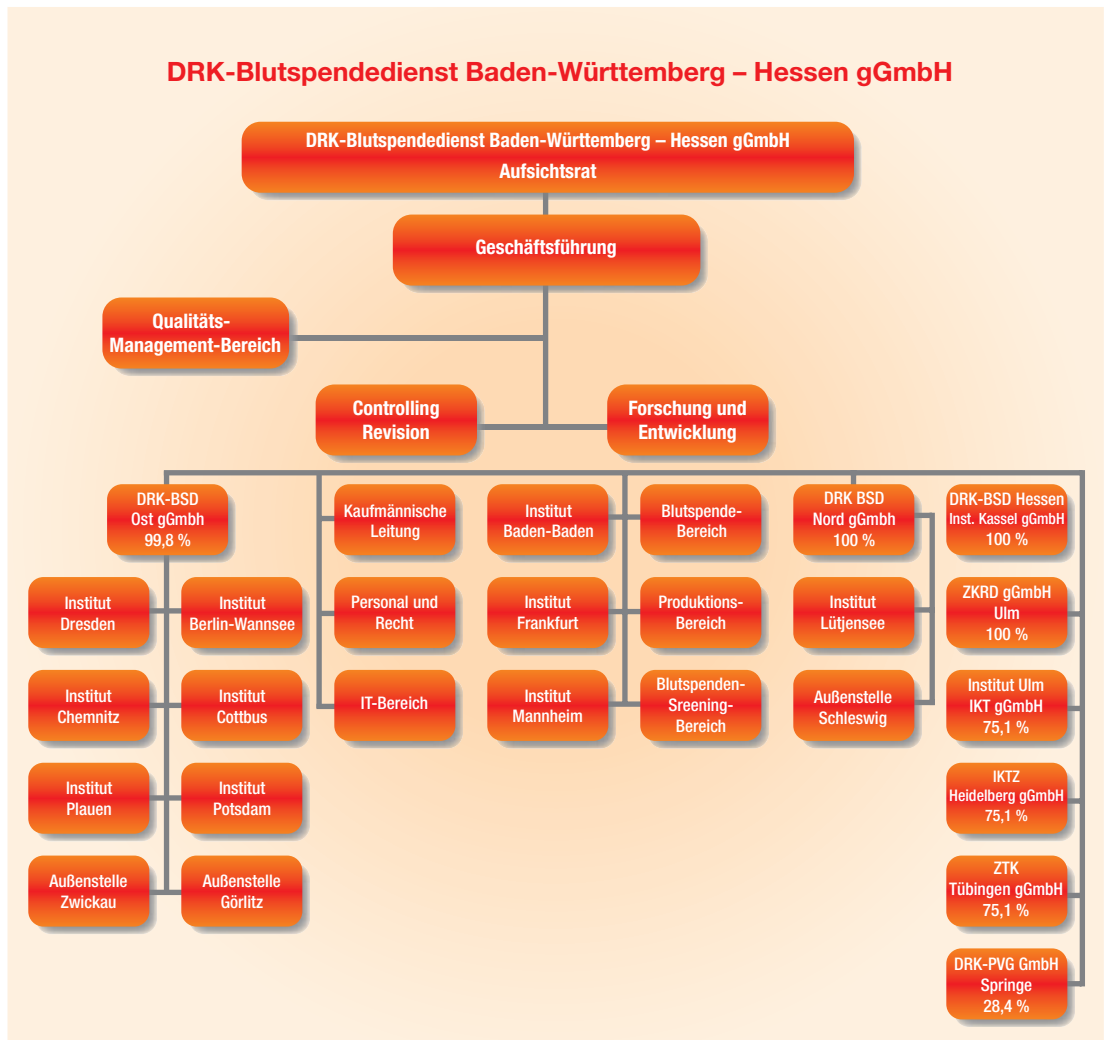 DRK-Blutspendedienst Baden-Württemberg – Hessen gGmbH
DRK-Blutspendedienst Baden-Württemberg – Hessen gGmbH
Aufsichtsrat
Geschäftsführung
Qualitäts-
Management-Bereich
Controlling
Revision
Forschung und
Entwicklung
DRK-BSD
Ost gGmbh
99,8 %
Institut
Dresden
Institut
Berlin-Wannsee
Institut
Chemnitz
Institut
Cottbus
Institut
Plauen
Institut
Potsdam
Außenstelle
Zwickau
Außenstelle
Görlitz
Kaufmännische
Leitung
Personal und
Recht
IT-Bereich
Institut
Baden-Baden
Blutspende-
Bereich
Institut
Frankfurt
Produktions-
Bereich
Institut
Mannheim
Blutspenden-
Sreening-
Bereich
DRK BSD
Nord gGmbh
100 %
Institut
Lütjensee
Außenstelle
Schleswig
DRK-BSD Hessen
Inst. Kassel gGmbH
100 %
ZKRD gGmbH
Ulm
100 %
Institut Ulm
IKT gGmbH
75,1 %
IKTZ
Heidelberg gGmbH
75,1 %
ZTK
Tübingen gGmbH
75,1 %
DRK-PVG GmbH
Springe
28,4 %